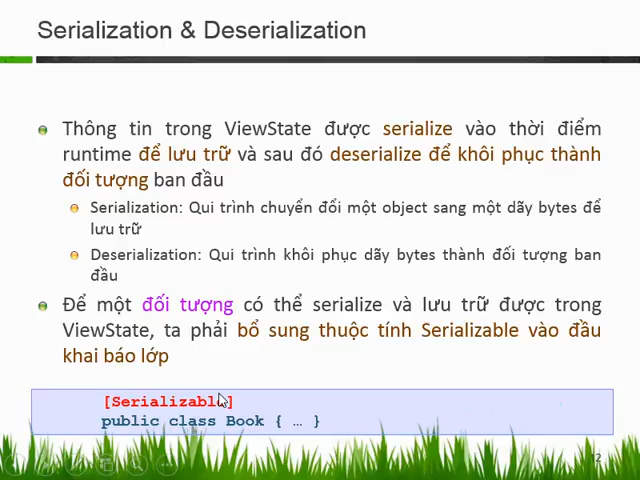 Serialization & Deserialization
Thông tin trong ViewState được serialize vào thời điểm
runtime để lưu trữ và sau đó deserialize để khôi phục thành
đối tượng ban đầu
Serialization: Qui trình chuyển đổi một object sang một dãy bytes để
lưu trữ
Deserialization: Qui trình khôi phục dãy bytes thành đối tượng ban
đầu
Để một đối tượng có thể serialize và lưu trữ được trong
ViewState, ta phải bổ sung thuộc tính Serializable vào đầu
khai báo lớp
[Serializable]
public class Book { … }